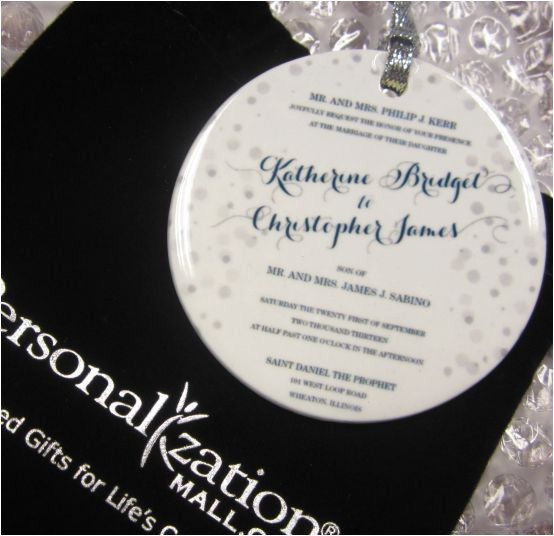 MR. AND MRS. PHILIP J. KERR
JOYFULLY REQUEST THE HONOR OF YOUR PRESENCE
AT THE MARRIAGE OF THEIR DAUGHTER
Katherine Bridget
to
Christopher James
SON OF
MR. AND MRS. JAMES J. SABINO
SATURDAY THE TWENTY FIRST OF SEPTEMBER
TWO THOUSAND THIRTEEN
AT HALF PAST ONE O'CLOCK IN THE AFTERNOON
SAINT DANIEL THE PROPHET
101 WEST LOOP ROAD
WHEATON, ILLINOIS
Personalization
MALL.
Gifts for Life's